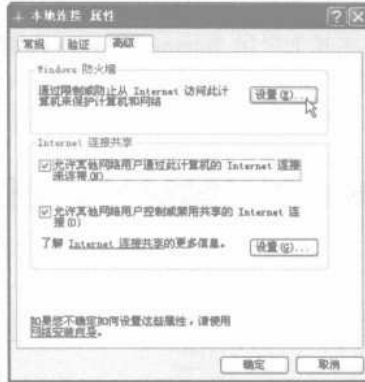 本地连接 属性
常规 验证 高级
Windows 防火墙
通过限制或防止从 Internet 访问此计
算机来保护计算机和网络
设置(E)...
Internet 连接共享
允许其他网络用户通过此计算机的 Internet 连接
来连接(N)
允许其他网络用户控制或禁用共享的 Internet 连
接(O)
了解 Internet 连接共享的更多信息。
设置(G)...
如果您不确定如何设置这些属性，请使用
网络安装向导。
确定 取消